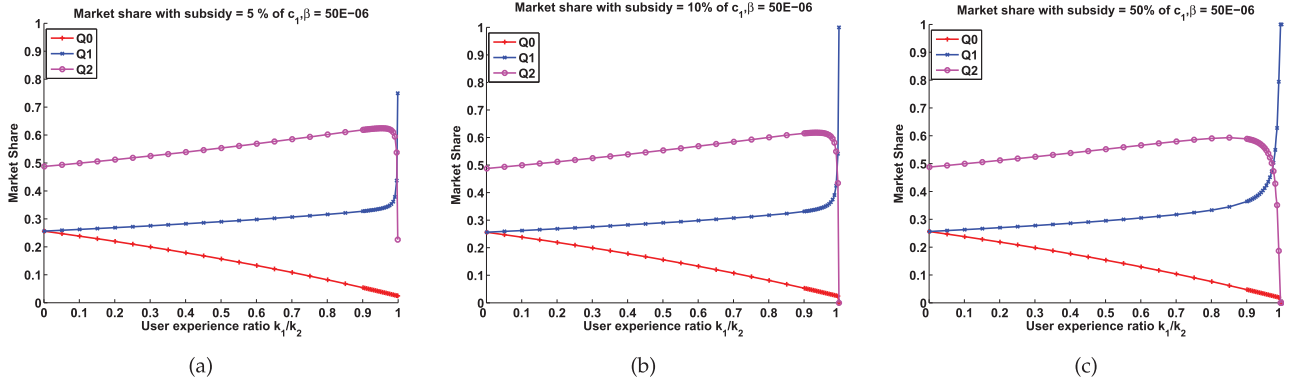 Market share with subsidy = 5 % of c1,β = 50E−06
Q0
Q1
Q2
Market Share
1
0.9
0.8
0.7
0.6
0.5
0.4
0.3
0.2
0.1
0
0 0.1 0.2 0.3 0.4 0.5 0.6 0.7 0.8 0.9 1
User experience ratio k1/k2
(a)
Market share with subsidy = 10% of c1,β = 50E−06
Q0
Q1
Q2
Market Share
1
0.9
0.8
0.7
0.6
0.5
0.4
0.3
0.2
0.1
0
0 0.1 0.2 0.3 0.4 0.5 0.6 0.7 0.8 0.9 1
User experience ratio k1/k2
(b)
Market share with subsidy = 50% of c1,β = 50E−06
Q0
Q1
Q2
Market Share
1
0.9
0.8
0.7
0.6
0.5
0.4
0.3
0.2
0.1
0
0 0.1 0.2 0.3 0.4 0.5 0.6 0.7 0.8 0.9 1
User experience ratio k1/k2
(c)